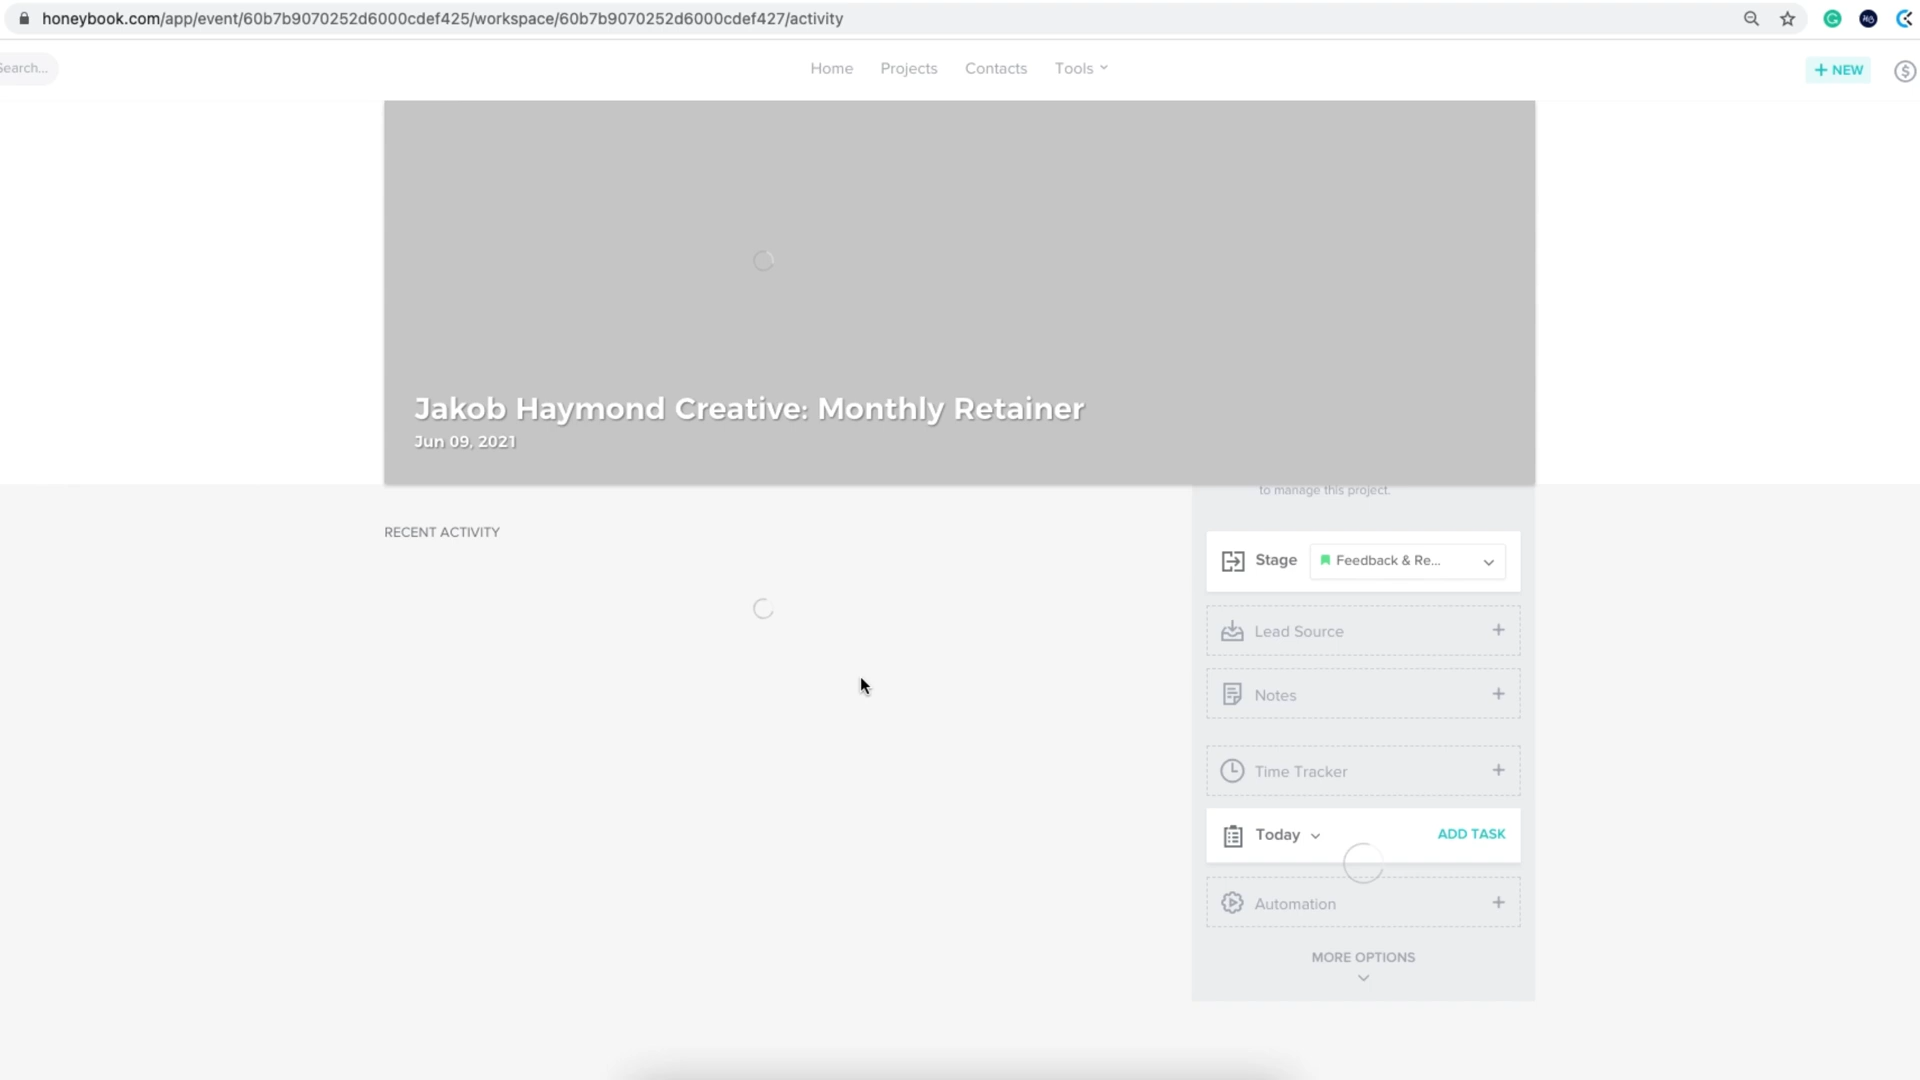 honeybook.com/app/event/60b7b9070252d6000cdef425/workspace/60b7b9070252d6000cdef427/activity
Search...
Home Projects Contacts Tools
+ NEW
Jakob Haymond Creative: Monthly Retainer
Jun 09, 2021
to manage this project.
RECENT ACTIVITY
Stage Feedback & Re...
Lead Source +
Notes +
Time Tracker +
Today ADD TASK
Automation +
MORE OPTIONS